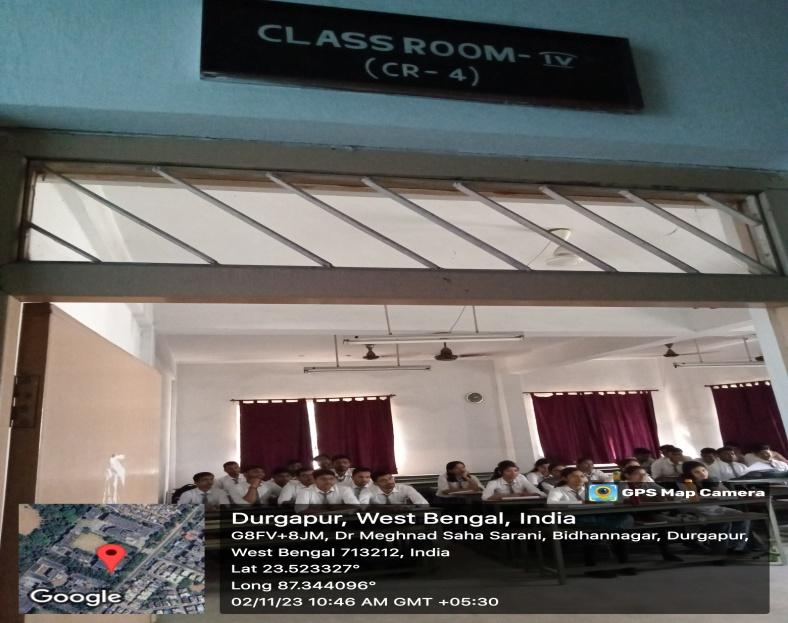 CLASS ROOM - IV
(CR - 4)
GPS Map Camera
Durgapur, West Bengal, India
G8FV+8JM, Dr Meghnad Saha Sarani, Bidhannagar, Durgapur,
West Bengal 713212, India
Lat 23.523327°
Long 87.344096°
02/11/23 10:46 AM GMT +05:30
Google